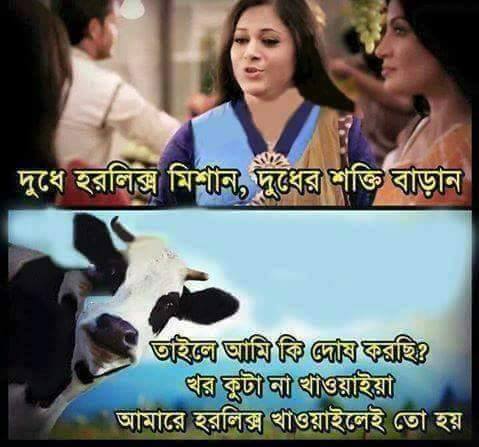 দুধে হরলিক্স মিশান, দুধের শক্তি বাড়ান
তাইলে আমি কি দোষ করছি?
খর কুটা না খাওয়াইয়া
আমারে হরলিক্স খাওয়াইলেই তো হয়